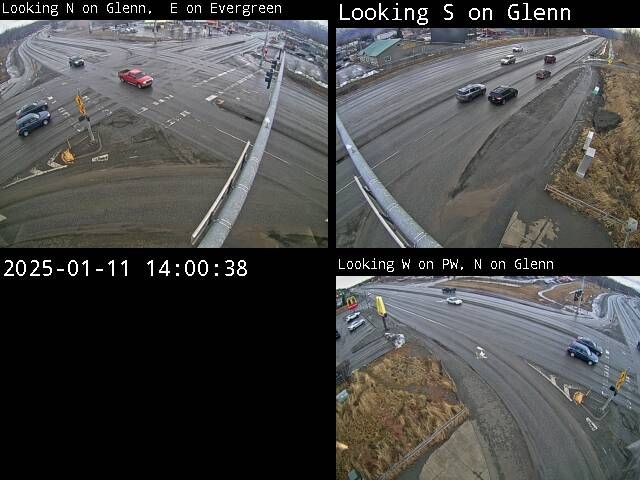 Looking N on Glenn,  E on Evergreen
Looking S on Glenn
2025-01-11 14:00:38
Looking W on PW, N on Glenn